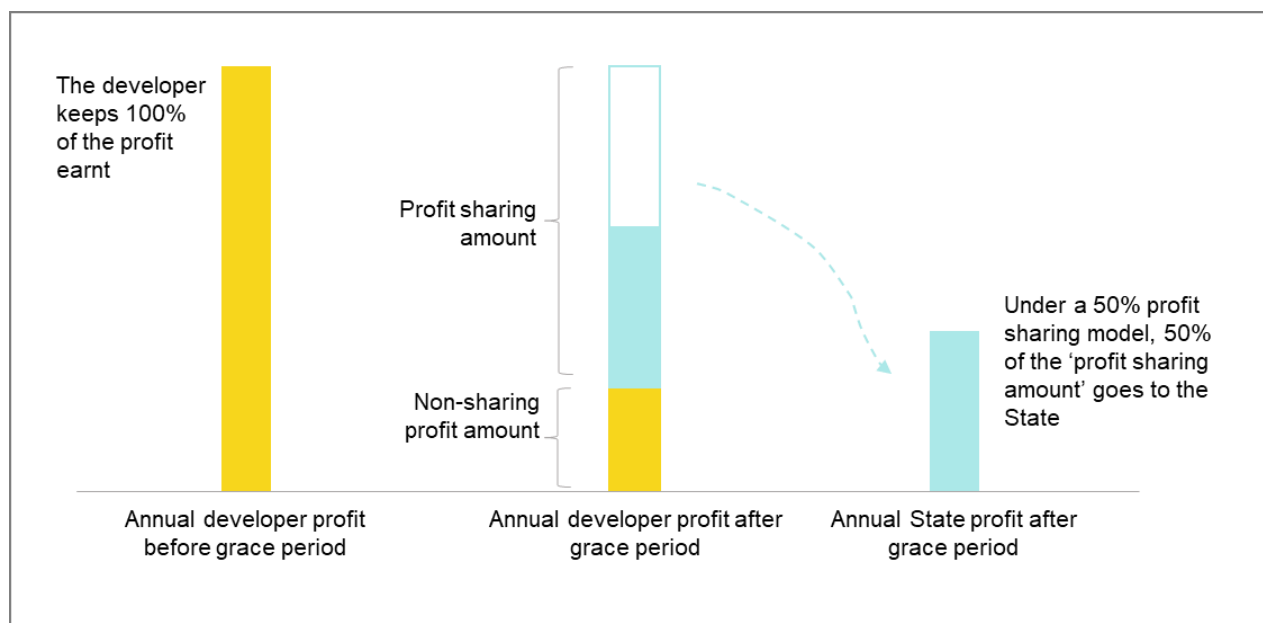 The developer
keeps 100%
of the profit
earnt
Profit sharing
amount
Non-sharing
profit amount
Under a 50% profit
sharing model, 50%
of the ‘profit sharing
amount’ goes to the
State
Annual developer profit
before grace period
Annual developer profit after
grace period
Annual State profit after
grace period